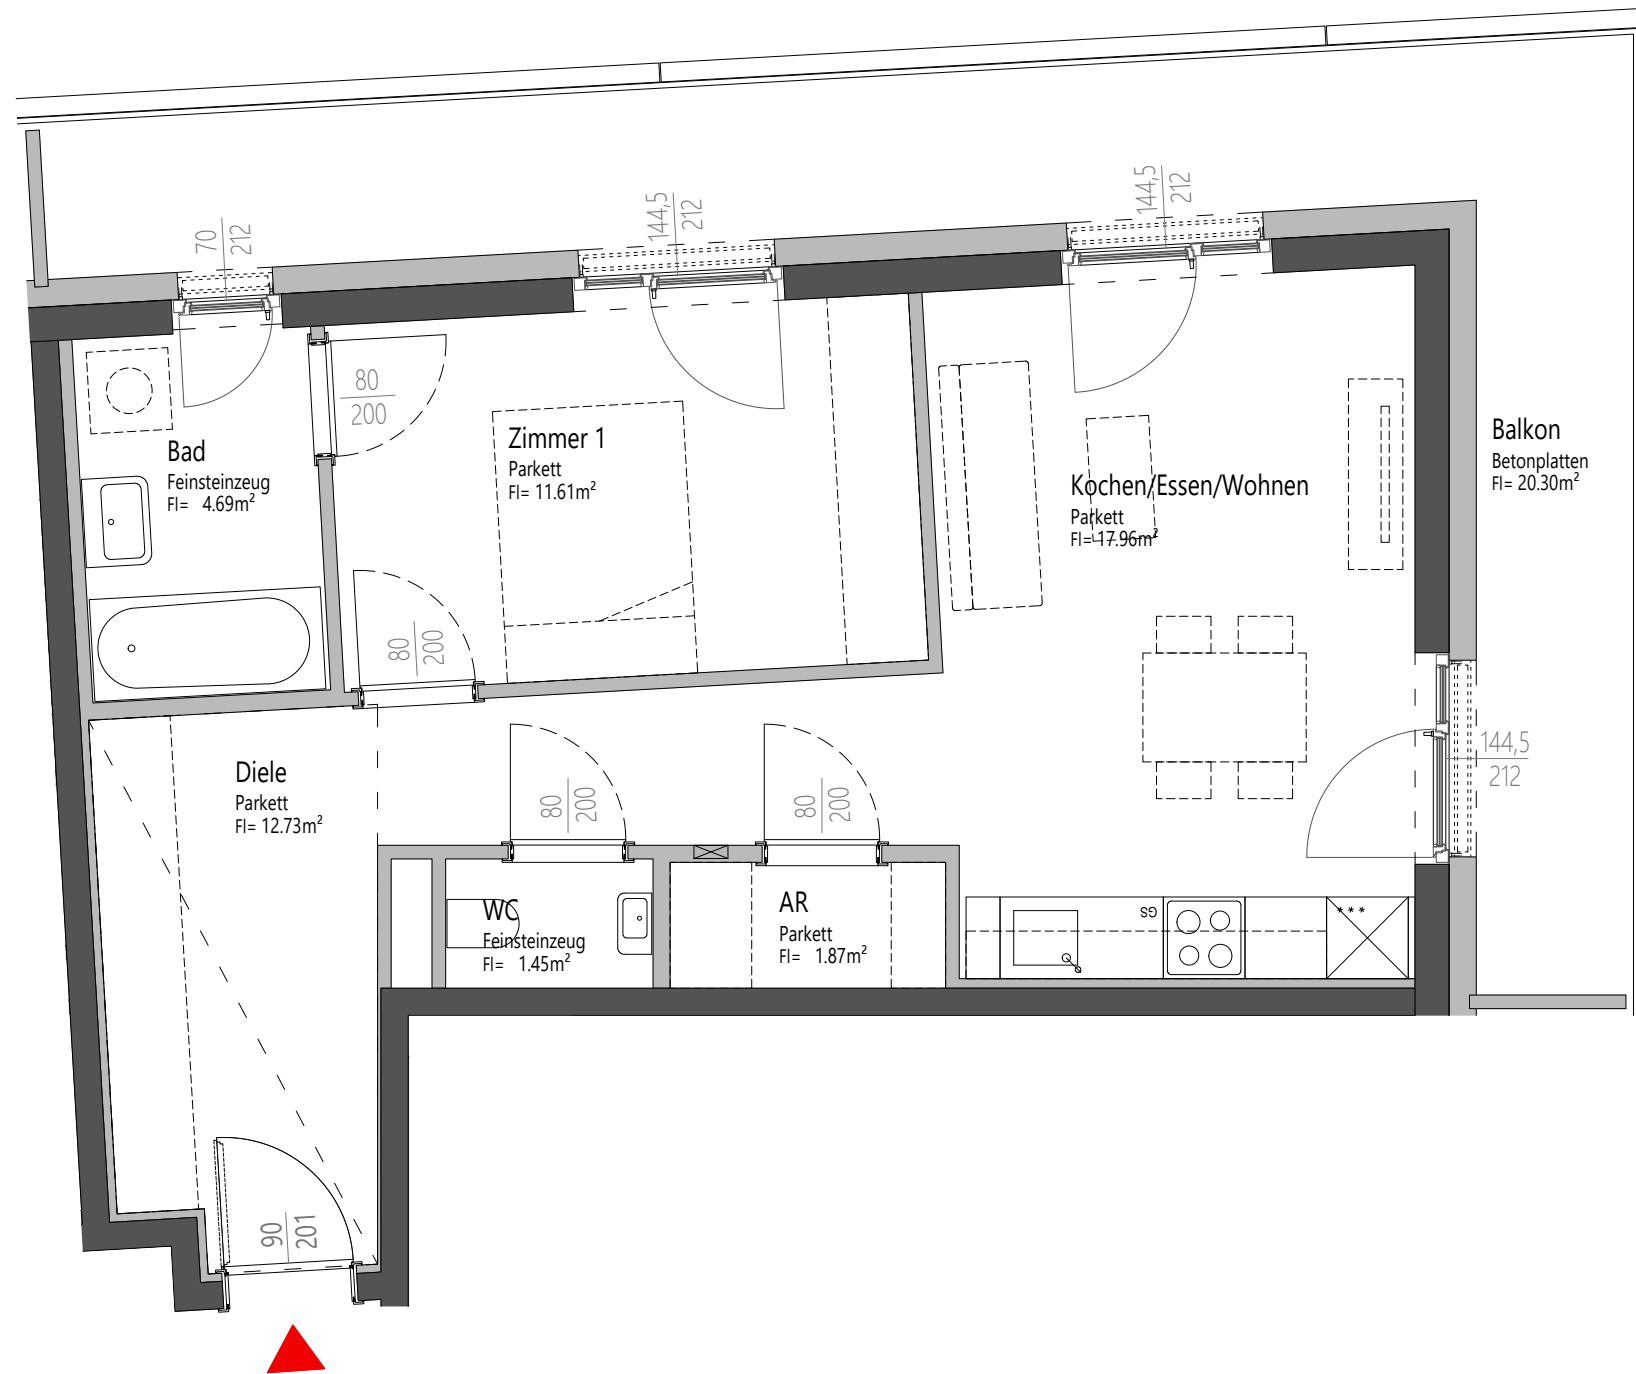 70
212
144,5
212
144,5
212
80
200
Bad
Feinsteinzeug
Fl= 4.69m²
Zimmer 1
Parkett
Fl= 11.61m²
Kochen/Essen/Wohnen
Parkett
Fl= 17.96m²
Balkon
Betonplatten
Fl= 20.30m²
80
200
144,5
212
Diele
Parkett
Fl= 12.73m²
80
200
80
200
WC
Feinsteinzeug
Fl= 1.45m²
AR
Parkett
Fl= 1.87m²
GS
***
90
201